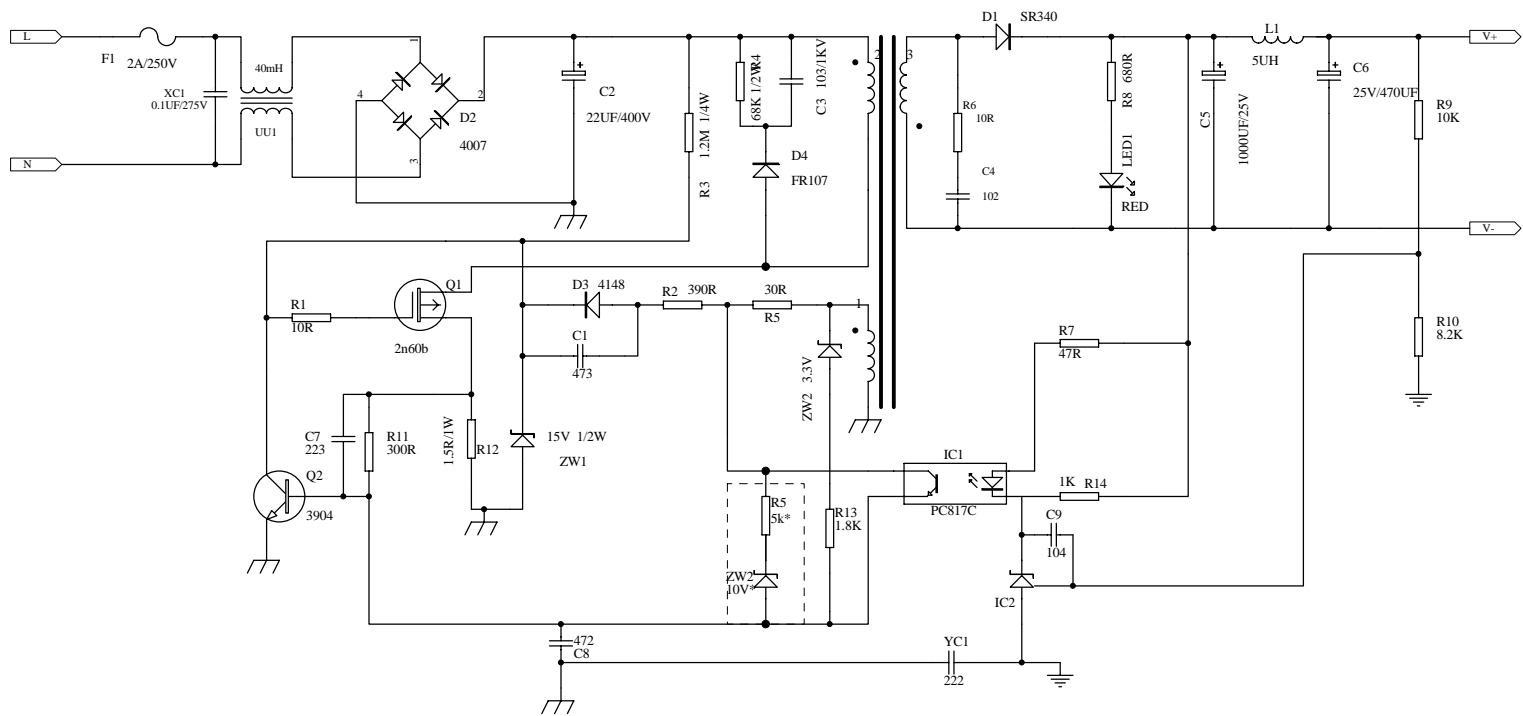 L
F1
2A/250V
XC1
0.1UF/275V
N
40mH
UU1
1
2
3
4
D2
4007
C2
22UF/400V
R3
1.2M 1/4W
68K 1/2W
R4
C3 103/1KV
D4
FR107
2
3
D1
SR340
R6
10R
C4
102
R8 680R
LED1
RED
C5
1000UF/25V
L1
5UH
C6
25V/470UF
R9
10K
V+
V-
R10
8.2K
Q1
2n60b
R1
10R
D3
4148
C1
473
R2
390R
30R
R5
1
ZW2 3.3V
R7
47R
C7
223
R11
300R
1.5R/1W
R12
15V 1/2W
ZW1
Q2
3904
IC1
PC817C
1K
R14
R5
5k*
ZW2
10V*
R13
1.8K
C9
104
IC2
472
C8
YC1
222